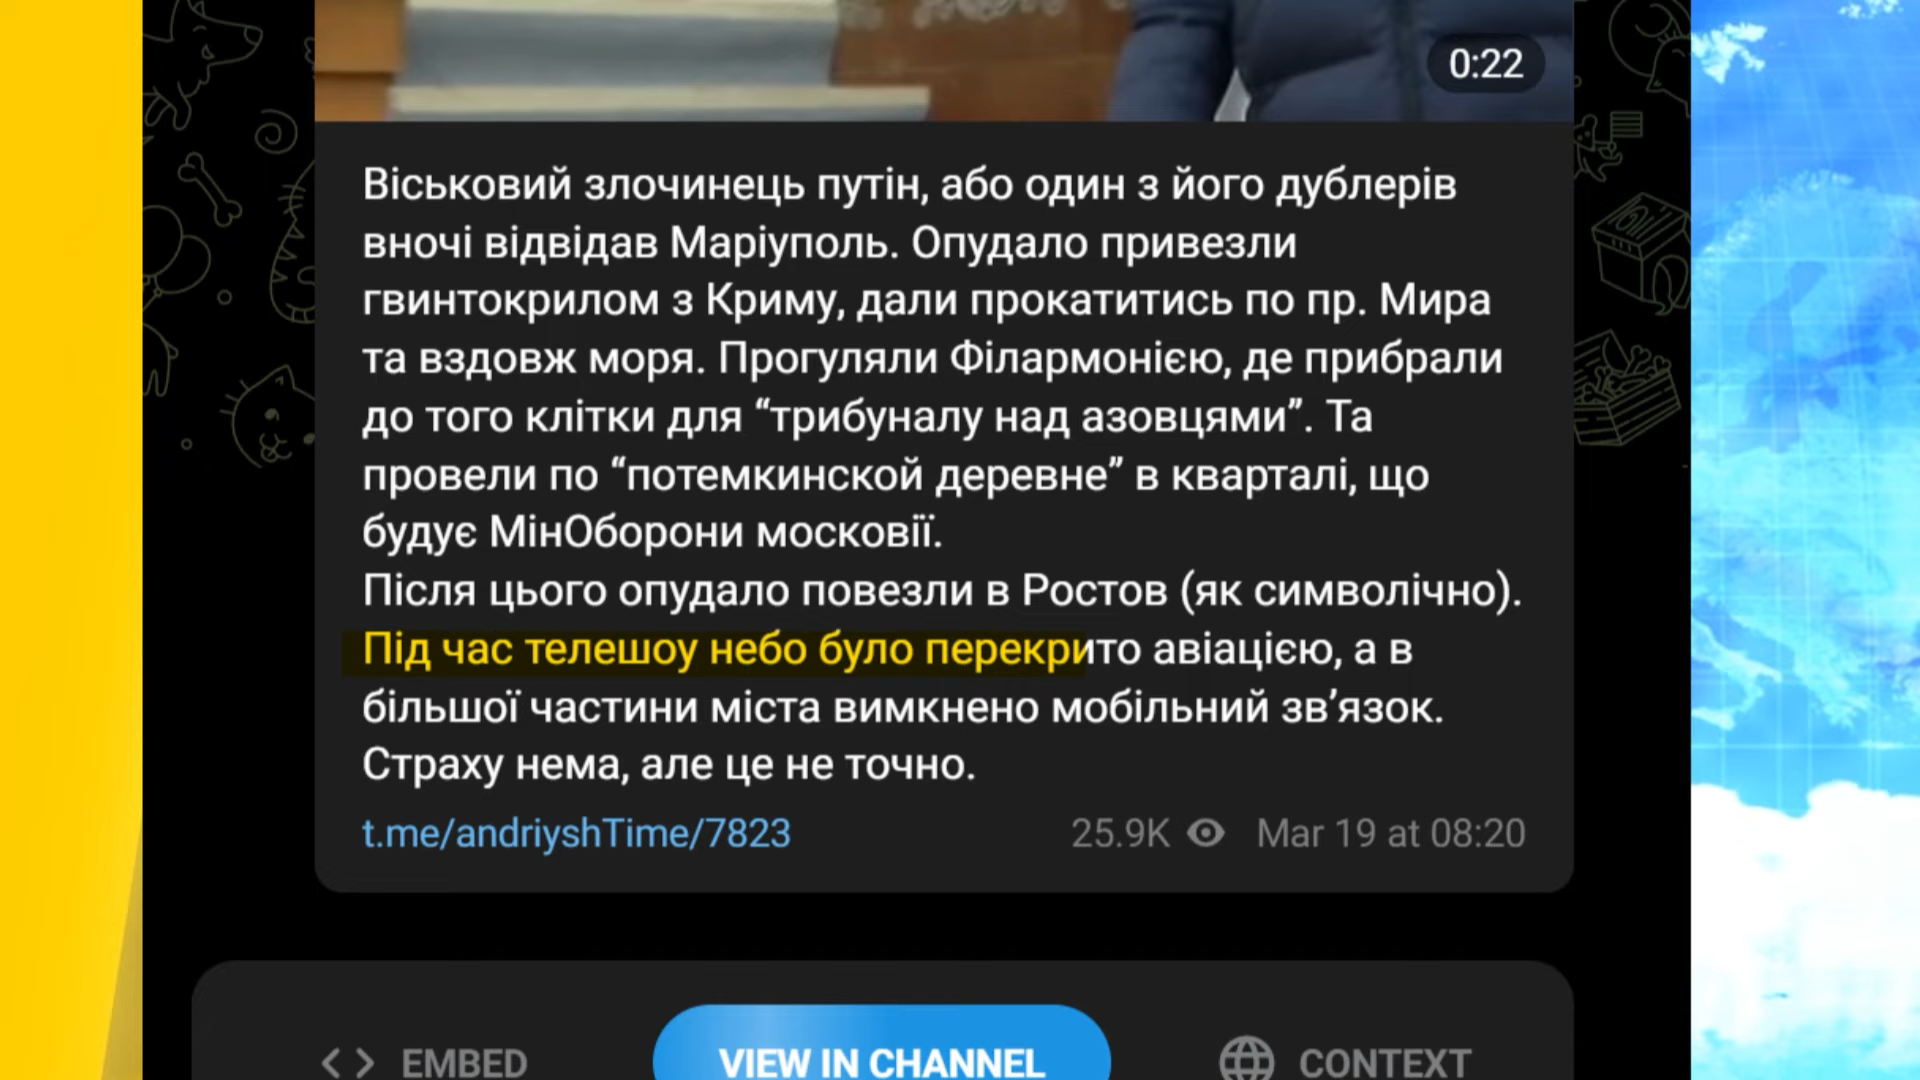 0:22
Віськовий злочинець путін, або один з його дублерів
вночі відвідав Маріуполь. Опудало привезли
гвинтокрилом з Криму, дали прокатитись по пр. Мира
та вздовж моря. Прогуляли Філармонією, де прибрали
до того клітки для “трибуналу над азовцями”. Та
провели по “потемкинской деревне” в кварталі, що
будує МінОборони московії.
Після цього опудало повезли в Ростов (як символічно).
Під час телешоу небо було перекрито авіацією, а в
більшої частини міста вимкнено мобільний зв’язок.
Страху нема, але це не точно.
t.me/andriyshTime/7823 25.9K Mar 19 at 08:20
<> EMBED VIEW IN CHANNEL CONTEXT